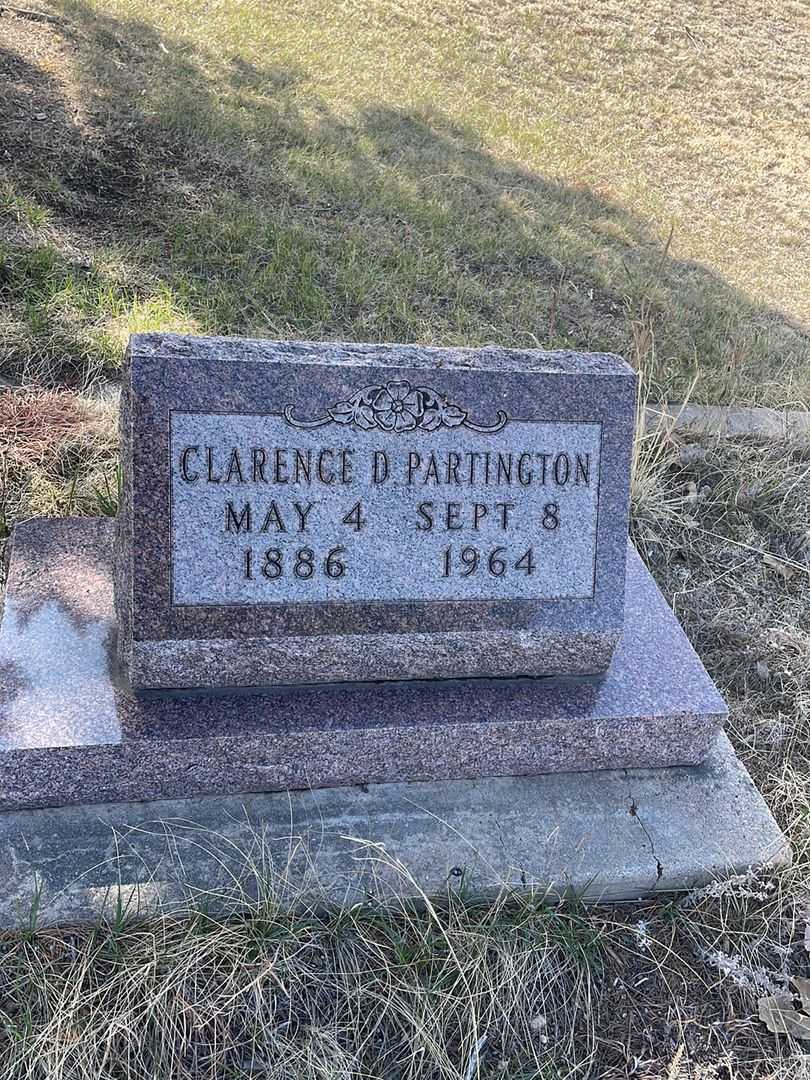 CLARENCE D PARTINGTON
MAY 4 SEPT 8
1886 1964